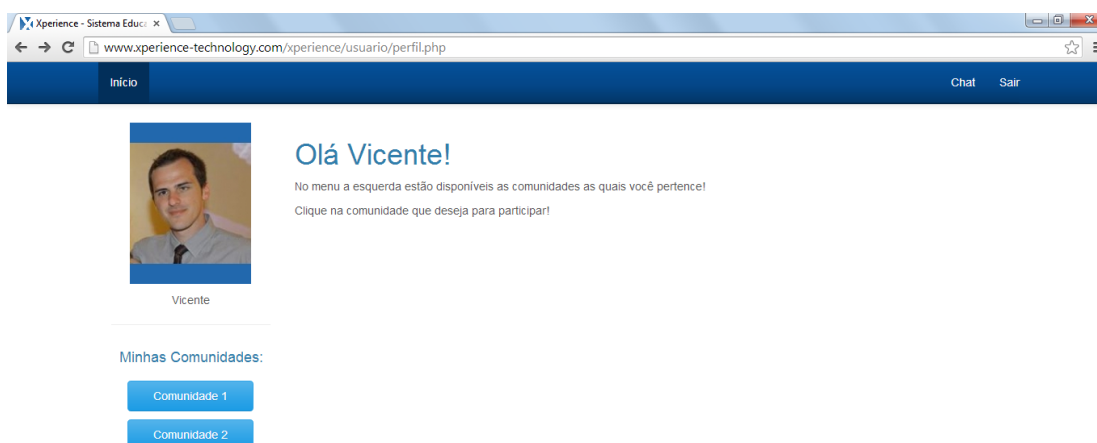 Xperience - Sistema Educa
www.xperience-technology.com/xperience/usuario/perfil.php
Início Chat Sair
Olá Vicente!
No menu a esquerda estão disponíveis as comunidades as quais você pertence!
Clique na comunidade que deseja para participar!
Vicente
Minhas Comunidades:
Comunidade 1
Comunidade 2